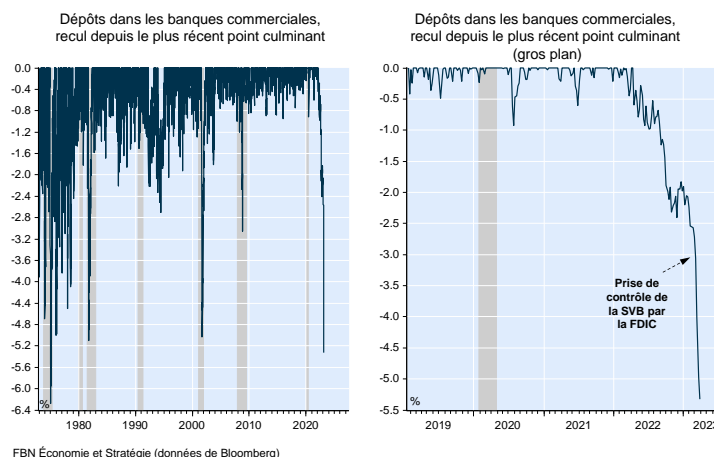 Dépôts dans les banques commerciales,
recul depuis le plus récent point culminant
0.0
-0.4
-0.8
-1.2
-1.6
-2.0
-2.4
-2.8
-3.2
-3.6
-4.0
-4.4
-4.8
-5.2
-5.6
-6.0
-6.4
%
1980 1990 2000 2010 2020
Dépôts dans les banques commerciales,
recul depuis le plus récent point culminant
(gros plan)
0.0
-0.5
-1.0
-1.5
-2.0
-2.5
-3.0
-3.5
-4.0
-4.5
-5.0
-5.5
Prise de
contrôle de
la SVB par
la FDIC
%
2019 2020 2021 2022 2023
FBN Économie et Stratégie (données de Bloomberg)